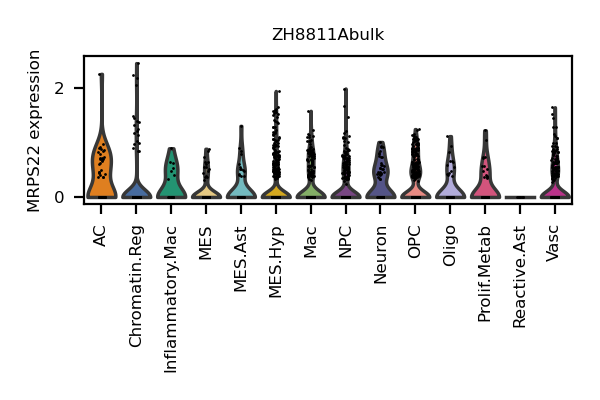 ZH8811Abulk
MRPS22 expression
2
0
AC
Chromatin.Reg
Inflammatory.Mac
MES
MES.Ast
MES.Hyp
Mac
NPC
Neuron
OPC
Oligo
Prolif.Metab
Reactive.Ast
Vasc